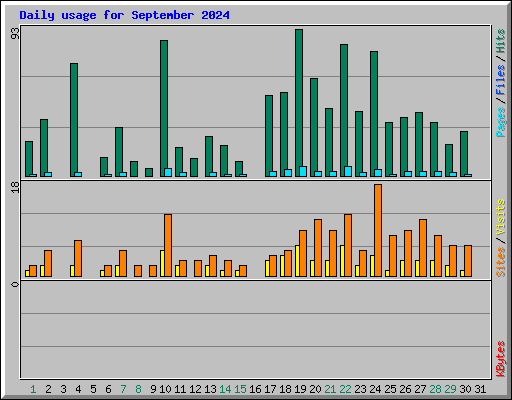 Daily usage for September 2024
93
Pages / Files / Hits
18
Sites / Visits
0
KBytes
1 2 3 4 5 6 7 8 9 10 11 12 13 14 15 16 17 18 19 20 21 22 23 24 25 26 27 28 29 30 31